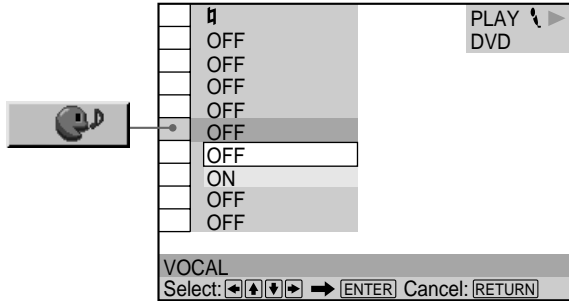 PLAY
DVD
OFF
OFF
OFF
OFF
OFF
OFF
ON
OFF
OFF
VOCAL
Select: ENTER Cancel: RETURN